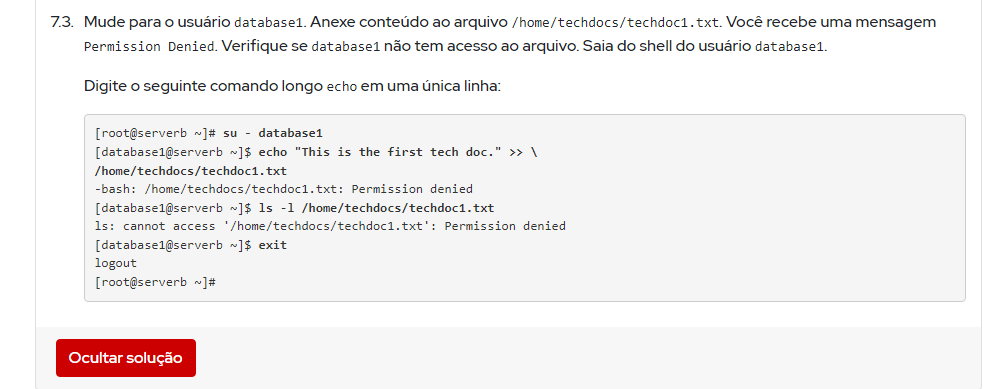 7.3. Mude para o usuário database1. Anexe conteúdo ao arquivo /home/techdocs/techdoc1.txt. Você recebe uma mensagem
Permission Denied. Verifique se database1 não tem acesso ao arquivo. Saia do shell do usuário database1.
Digite o seguinte comando longo echo em uma única linha:
[root@serverb ~]# su - database1
[database1@serverb ~]$ echo "This is the first tech doc." >> \
/home/techdocs/techdoc1.txt
-bash: /home/techdocs/techdoc1.txt: Permission denied
[database1@serverb ~]$ ls -l /home/techdocs/techdoc1.txt
ls: cannot access '/home/techdocs/techdoc1.txt': Permission denied
[database1@serverb ~]$ exit
logout
[root@serverb ~]#
Ocultar solução